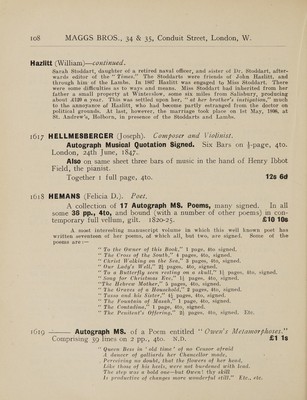 108 MAGGS BROS., 34 & 35, Conduit Street, London, W.
Hazlitt (William)—continued.
Sarah Stoddart, daughter of a retired naval officer, and sister of Dr. Stoddart, after-
wards editor of the "Times." The Stoddarts were friends of John Hazlitt, and
through him of the Lambs. In 1807 Hazlitt was engaged to Miss Stoddart. There
were some difficulties as to ways and means. Miss Stoddart had inherited from her
father a small property at Winterslow, some six miles from Salisbury, producing
about £120 a year. This was settled upon her, "at her brother's instigation," much
to the annoyance of Hazlitt, who had become partly estranged from the doctor on
political grounds. At last, however, the marriage took place on 1st May, 1808, at
St. Andrew's, Holborn, in presence of the Stoddarts and Lambs.
1617 HELLMESBERGER (Joseph). Composer and Violinist.
Autograph Musical Quotation Signed. Six Bars on ½-page, 4to.
London, 24th June, 1847.
Also on same sheet three bars of music in the hand of Henry Ibbot
Field, the pianist.
Together 1 full page, 4to. 12s 6d
1618 HEMANS (Felicia D.). Poet.
A collection of 17 Autograph MS. Poems, many signed. In all
some 38 pp., 4to, and bound (with a number of other poems) in con-
temporary full vellum, gilt. 1820-25. £10 10s
A most interesting manuscript volume in which this well known poet has
written seventeen of her poems, of which all, but two, are signed. Some of the
poems are:—
"To the Owner of this Book," 1 page, 4to, signed.
"The Cross of the South," 4 pages, 4to, signed.
"Christ Walking on the Sea," 3 pages, 4to, signed.
"Our Lady's Well," 2½ pages, 4to, signed.
"To a Butterfly seen resting on a skull," 1½ pages, 4to, signed.
"Song for Christmas Eve," 1½ pages, 4to, signed.
"The Hebrew Mother," 3 pages, 4to, signed.
"The Graves of a Household," 2 pages, 4to, signed.
"Tasso and his Sister," 4½ pages, 4to, signed.
"The Fountain of Marah," 1 page, 4to, signed.
"The Contadina," 1 page, 4to, signed.
"The Penitent's Offering," 2½ pages, 4to, signed. Etc.
1619 —— Autograph MS. of a Poem entitled "Owen's Metamorphoses."
Comprising 59 lines on 2 pp., 4to. N.D. £1 1s
"Queen Bess in 'old time' of no Censor afraid
A dancer of galliards her Chancellor made,
Perceiving no doubt, that the flowers of her head,
Like those of his heels, were not burdened with lead.
The step was a bold one—but Owen! the skill
Is productive of changes more wonderful still." Etc., etc.